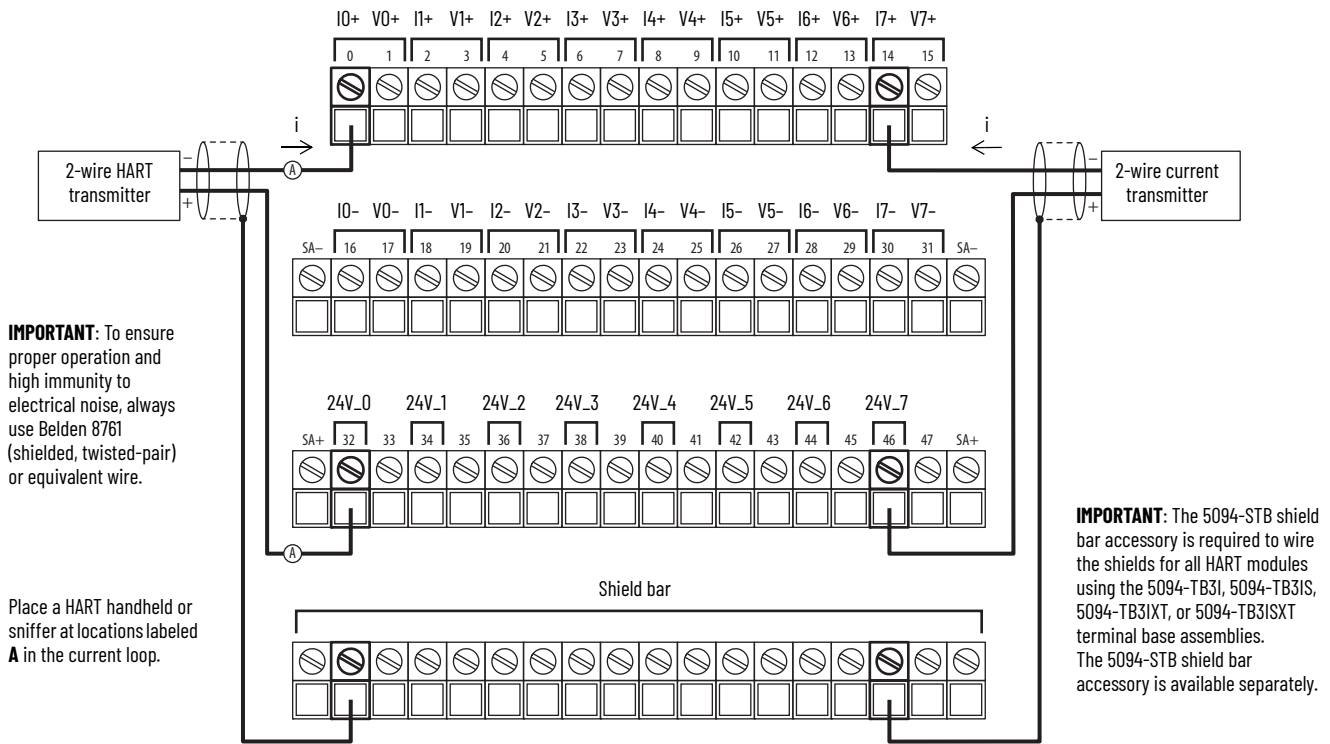 I0+ V0+ I1+ V1+ I2+ V2+ I3+ V3+ I4+ V4+ I5+ V5+ I6+ V6+ I7+ V7+
0 1 2 3 4 5 6 7 8 9 10 11 12 13 14 15
i
i
2-wire HART
transmitter
−
+
A
2-wire current
transmitter
−
+
I0− V0− I1− V1− I2− V2− I3− V3− I4− V4− I5− V5− I6− V6− I7− V7−
SA− 16 17 18 19 20 21 22 23 24 25 26 27 28 29 30 31 SA−
IMPORTANT: To ensure
proper operation and
high immunity to
electrical noise, always
use Belden 8761
(shielded, twisted-pair)
or equivalent wire.
24V_0 24V_1 24V_2 24V_3 24V_4 24V_5 24V_6 24V_7
SA+ 32 33 34 35 36 37 38 39 40 41 42 43 44 45 46 47 SA+
A
Place a HART handheld or
sniffer at locations labeled
A in the current loop.
Shield bar
IMPORTANT: The 5094-STB shield
bar accessory is required to wire
the shields for all HART modules
using the 5094-TB3I, 5094-TB3IS,
5094-TB3IXT, or 5094-TB3ISXT
terminal base assemblies.
The 5094-STB shield bar
accessory is available separately.